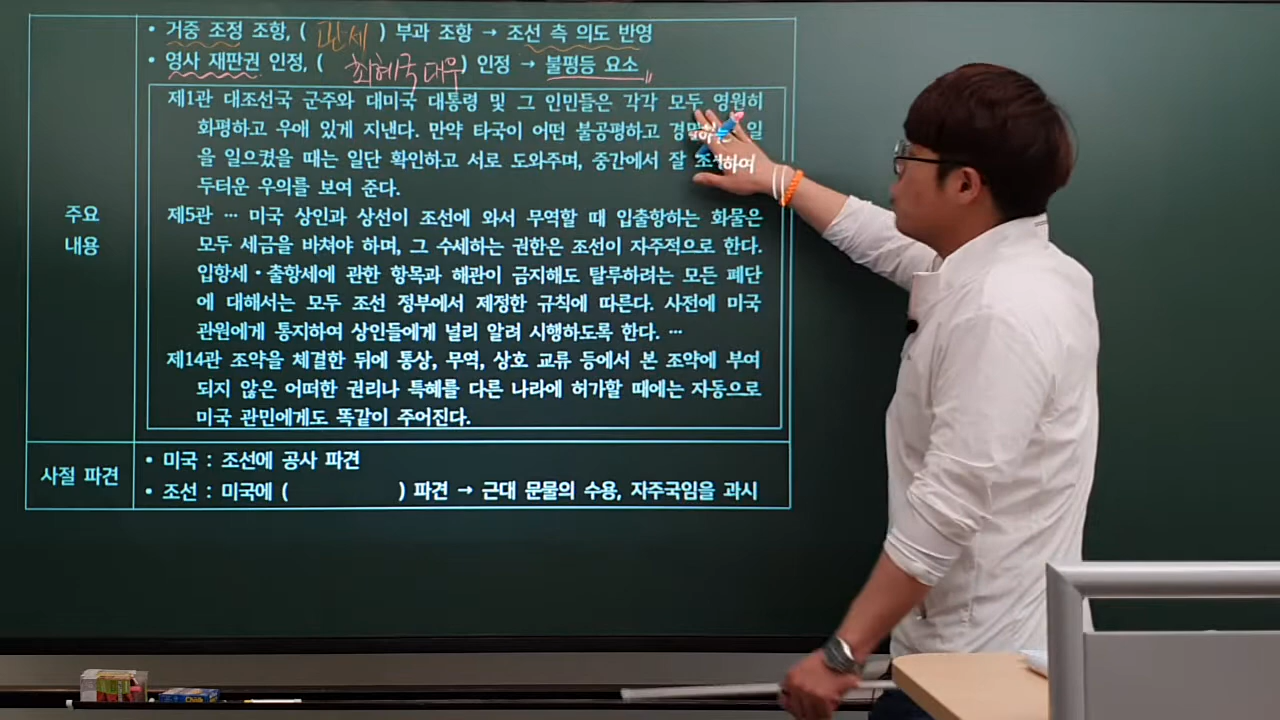 • 거중 조정 조항, ( 관세 ) 부과 조항 → 조선 측 의도 반영
• 영사 재판권 인정, ( 최혜국 대우 ) 인정 → 불평등 요소
주요
내용
제1관 대조선국 군주와 대미국 대통령 및 그 인민들은 각각 모두 영원히
화평하고 우애 있게 지낸다. 만약 타국이 어떤 불공평하고 일
을 일으켰을 때는 일단 확인하고 서로 도와주며, 중간에서 잘
두터운 우의를 보여 준다.
제5관 … 미국 상인과 상선이 조선에 와서 무역할 때 입출항하는 화물은
모두 세금을 바쳐야 하며, 그 수세하는 권한은 조선이 자주적으로 한다.
입항세·출항세에 관한 항목과 해관이 금지해도 탈루하려는 모든 폐단
에 대해서는 모두 조선 정부에서 제정한 규칙에 따른다. 사전에 미국
관원에게 통지하여 상인들에게 널리 알려 시행하도록 한다. …
제14관 조약을 체결한 뒤에 통상, 무역, 상호 교류 등에서 본 조약에 부여
되지 않은 어떠한 권리나 특혜를 다른 나라에 허가할 때에는 자동으로
미국 관민에게도 똑같이 주어진다.
사절 파견
• 미국 : 조선에 공사 파견
• 조선 : 미국에 ( ) 파견 → 근대 문물의 수용, 자주국임을 과시